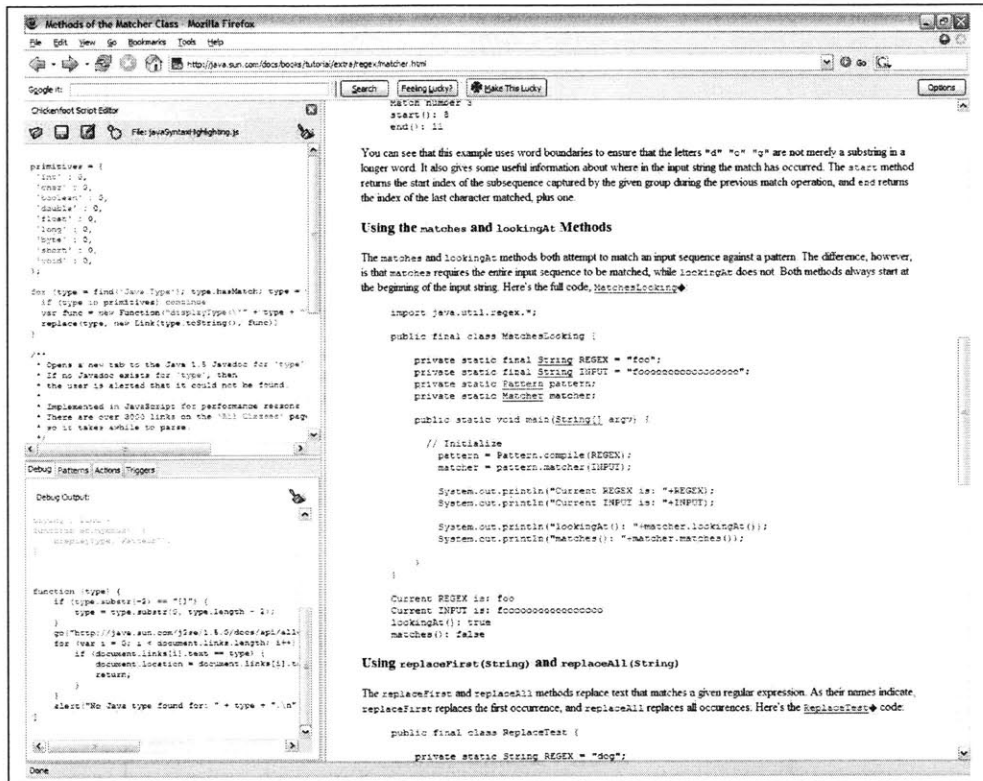 Methods of the Matcher Class - Mozilla Firefox
File Edit View Go Bookmarks Tools Help
http://java.sun.com/docs/books/tutorial/extra/regex/matcher.html
Go
Google it:
Search
Feeling Lucky?
Make This Lucky
Options
Chickenfoot Script Editor
File: javaSyntaxHighlighting.js
primitives = {
'int' : 0,
'char' : 0,
'boolean' : 0,
'double' : 0,
'float' : 0,
'long' : 0,
'byte' : 0,
'short' : 0,
'void' : 0,
};
for (type = find('Java Type'); type.hasMatch; type =
if (type in primitives) continue
var func = new Function("displayType(\"" + type + "
replace(type, new Link(type.toString(), func))
}
/**
* Opens a new tab to the Java 1.5 Javadoc for 'type'
* If no Javadoc exists for 'type', then
* the user is alerted that it could not be found.
*
* Implemented in JavaScript for performance reasons
* There are over 3000 links on the 'All Classes' pag
* so it takes awhile to parse.
*/
Debug Patterns Actions Triggers
Debug Output:
function (type) {
if (type.substr(-2) == "[]") {
type = type.substr(0, type.length - 2);
}
go("http://java.sun.com/j2se/1.5.0/docs/api/all
for (var i = 0; i < document.links.length; i++)
if (document.links[i].text == type) {
document.location = document.links[i].t
return;
}
}
alert("No Java type found for: " + type + ".\n"
}
Done
Match number 3
start(): 8
end(): 11
You can see that this example uses word boundaries to ensure that the letters "d" "o" "g" are not merely a substring in a
longer word. It also gives some useful information about where in the input string the match has occurred. The start method
returns the start index of the subsequence captured by the given group during the previous match operation, and end returns
the index of the last character matched, plus one.
Using the matches and lookingAt Methods
The matches and lookingAt methods both attempt to match an input sequence against a pattern. The difference, however,
is that matches requires the entire input sequence to be matched, while lookingAt does not. Both methods always start at
the beginning of the input string. Here's the full code, MatchesLooking◆:
import java.util.regex.*;
public final class MatchesLooking {
private static final String REGEX = "foo";
private static final String INPUT = "fooooooooooooooooo";
private static Pattern pattern;
private static Matcher matcher;
public static void main(String[] argv) {
// Initialize
pattern = Pattern.compile(REGEX);
matcher = pattern.matcher(INPUT);
System.out.println("Current REGEX is: "+REGEX);
System.out.println("Current INPUT is: "+INPUT);
System.out.println("lookingAt(): "+matcher.lookingAt());
System.out.println("matches(): "+matcher.matches());
}
}
Current REGEX is: foo
Current INPUT is: fooooooooooooooooo
lookingAt(): true
matches(): false
Using replaceFirst(String) and replaceAll(String)
The replaceFirst and replaceAll methods replace text that matches a given regular expression. As their names indicate,
replaceFirst replaces the first occurrence, and replaceAll replaces all occurences. Here's the ReplaceTest◆ code:
public final class ReplaceTest {
private static String REGEX = "dog";